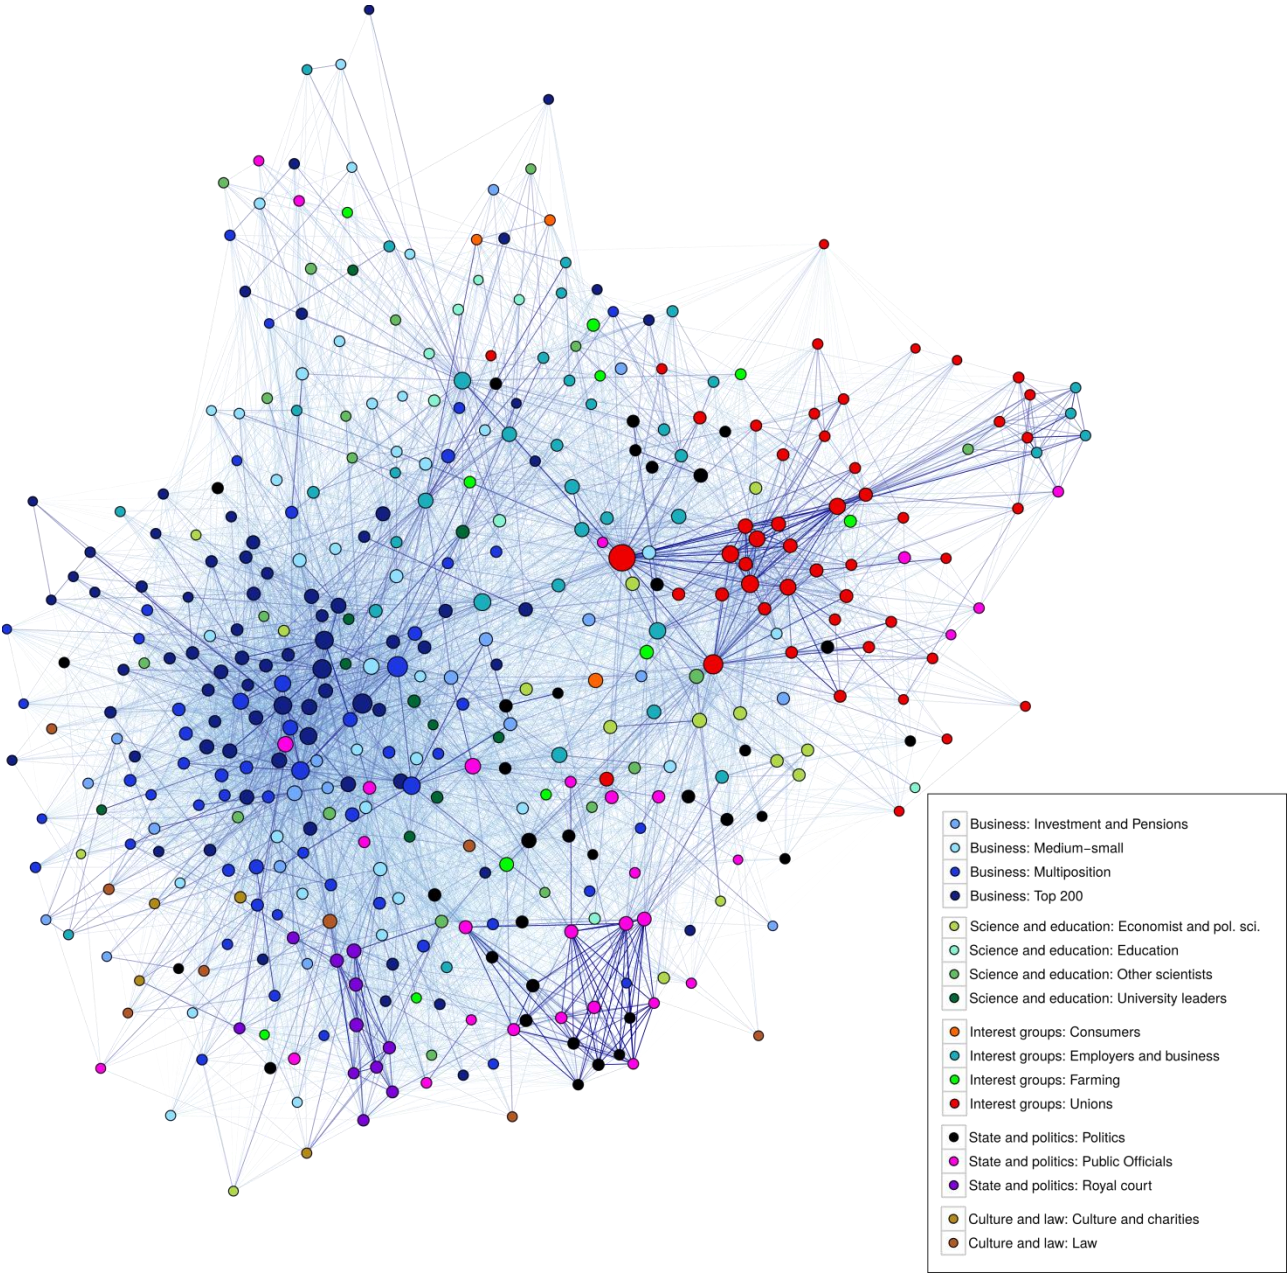 Business: Investment and Pensions
Business: Medium−small
Business: Multiposition
Business: Top 200
Science and education: Economist and pol. sci.
Science and education: Education
Science and education: Other scientists
Science and education: University leaders
Interest groups: Consumers
Interest groups: Employers and business
Interest groups: Farming
Interest groups: Unions
State and politics: Politics
State and politics: Public Officials
State and politics: Royal court
Culture and law: Culture and charities
Culture and law: Law